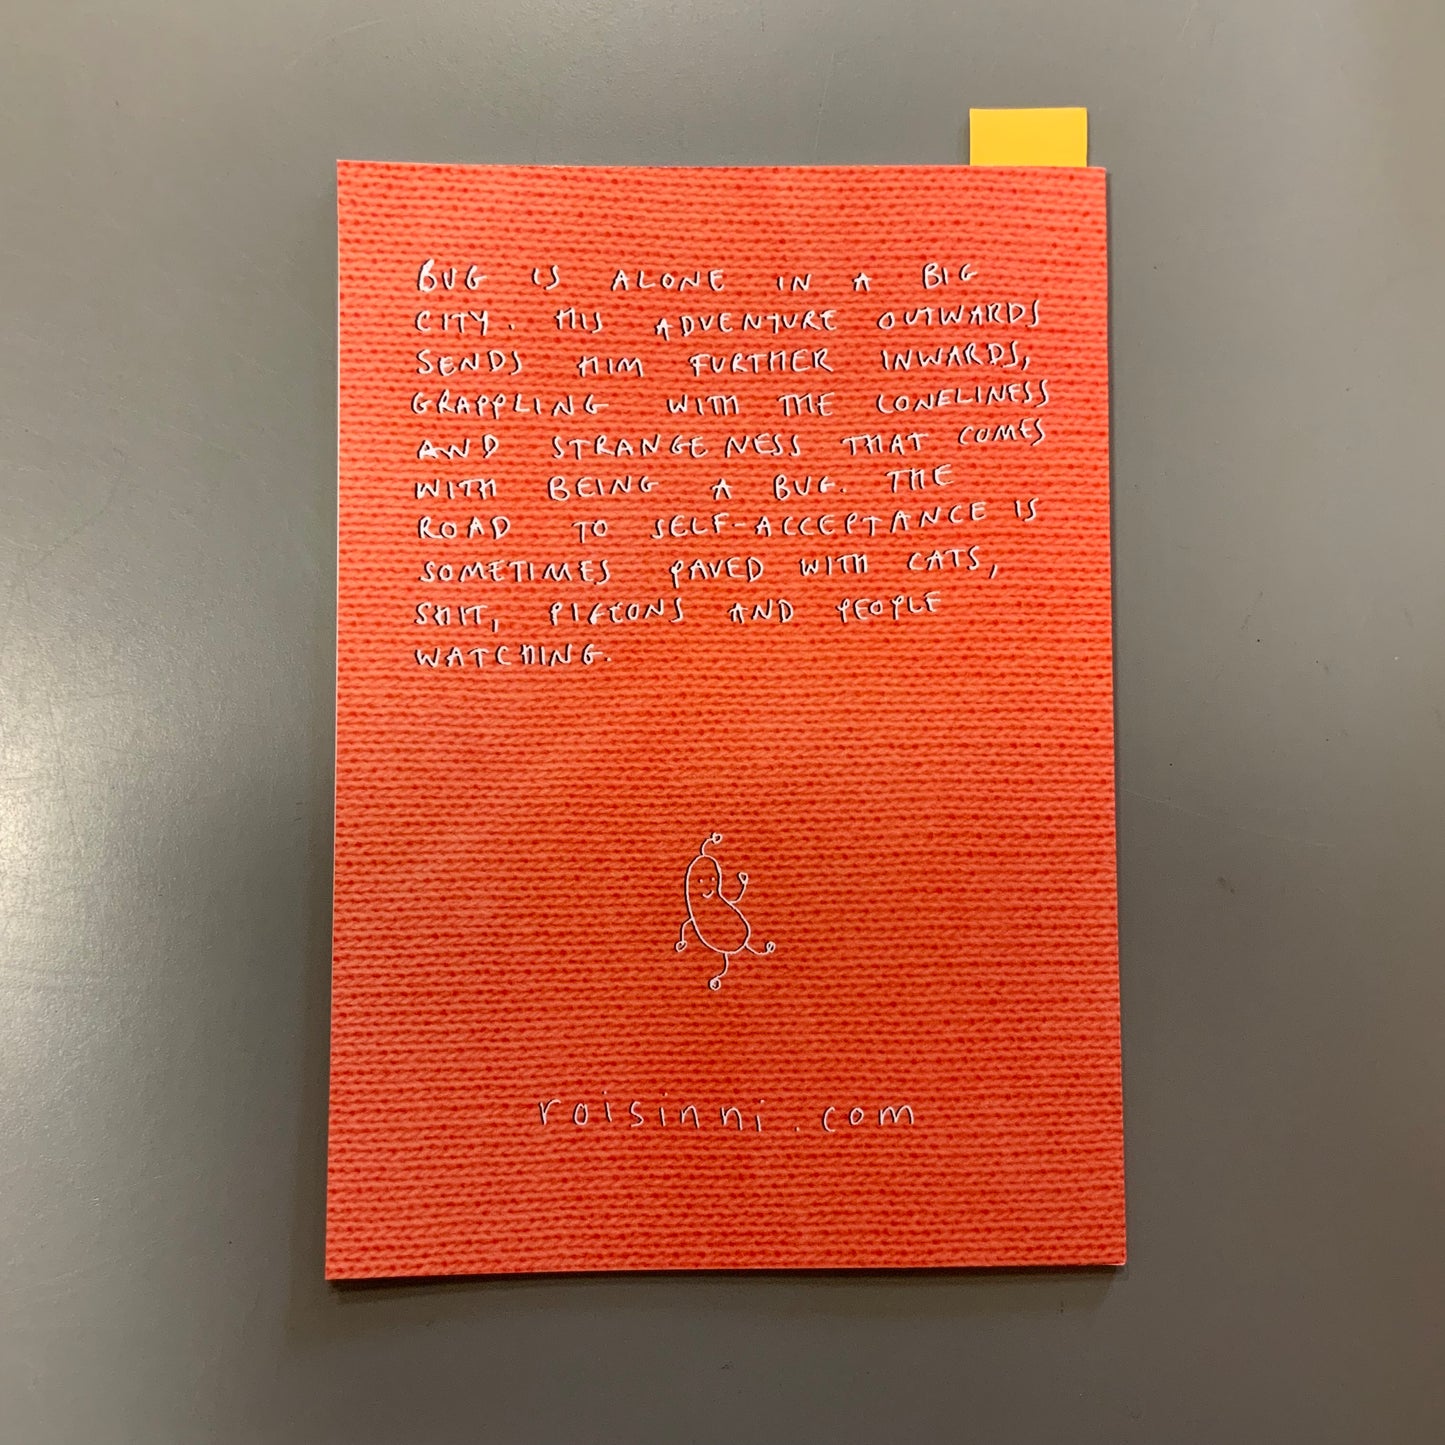 BUG IS ALONE IN A BIG
CITY. HIS ADVENTURE OUTWARDS
SENDS HIM FURTHER INWARDS,
GRAPPLING WITH THE LONELINESS
AND STRANGENESS THAT COMES
WITH BEING A BUG. THE
ROAD TO SELF-ACCEPTANCE IS
SOMETIMES PAVED WITH CATS,
SHIT, PIGEONS AND PEOPLE
WATCHING.
roisinni.com